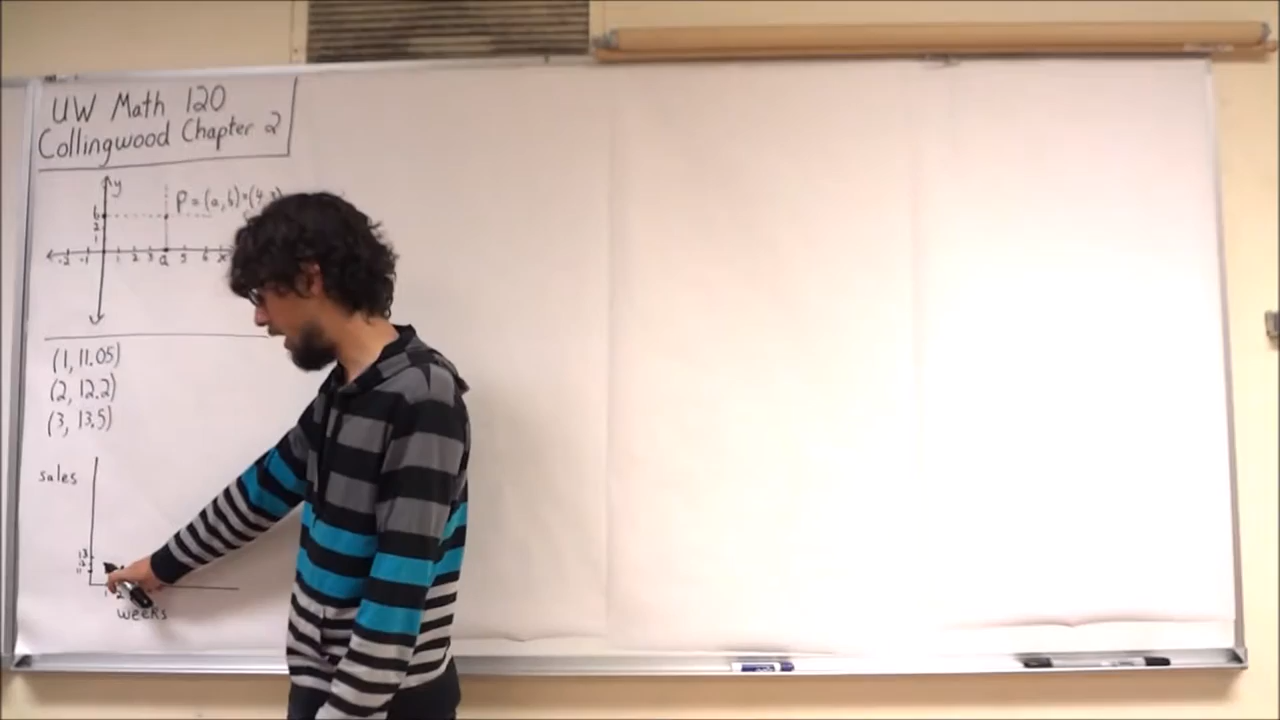 UW Math 120
Collingwood Chapter 2
y
P = (a, b) = (4, 3)
b
2
1
-2 -1 1 2 3 a 5 6 x
(1, 11.05)
(2, 12.2)
(3, 13.5)
sales
13
12
11
1 2
weeks